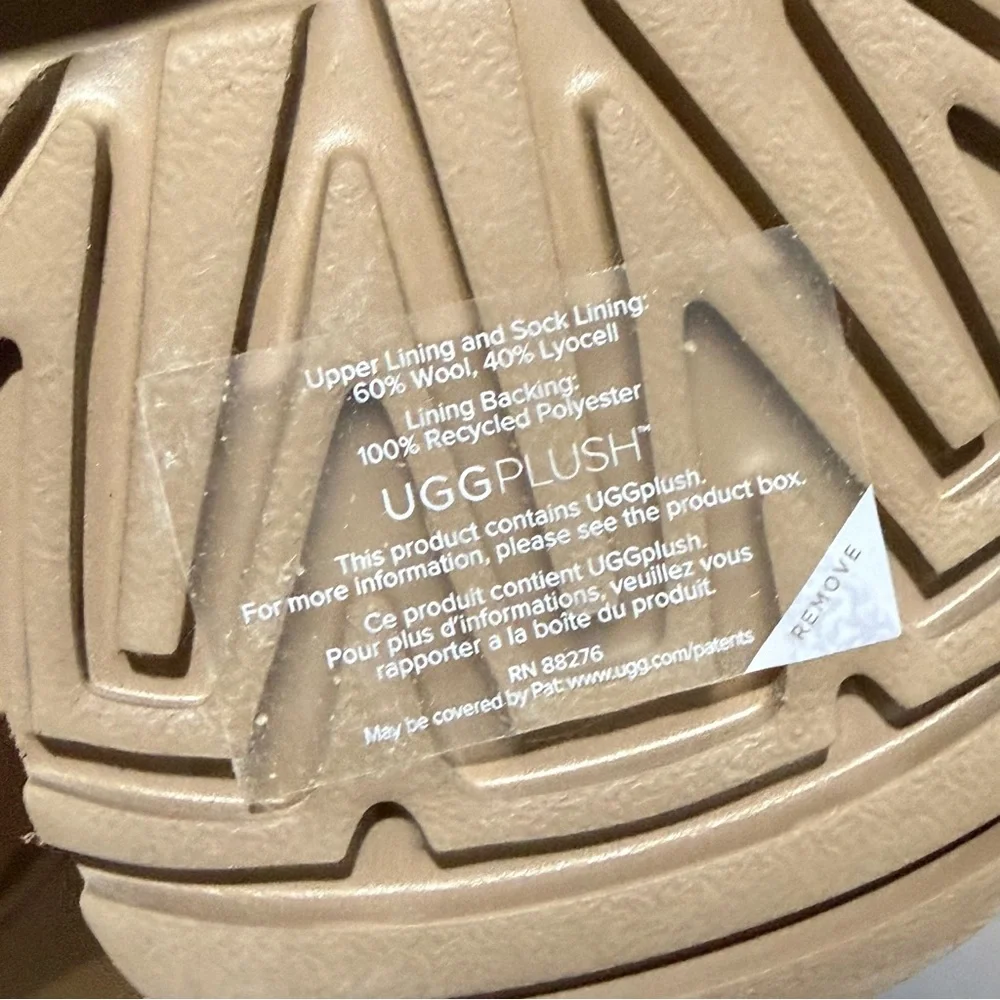 Upper Lining and Sock Lining:
60% Wool, 40% Lyocell
Lining Backing:
100% Recycled Polyester
UGGPLUSH™
This product contains UGGplush.
For more information, please see the product box.
Ce produit contient UGGplush.
Pour plus d'informations, veuillez vous
rapporter a la boîte du produit.
RN 88276
May be covered by Pat: www.ugg.com/patents
REMOVE